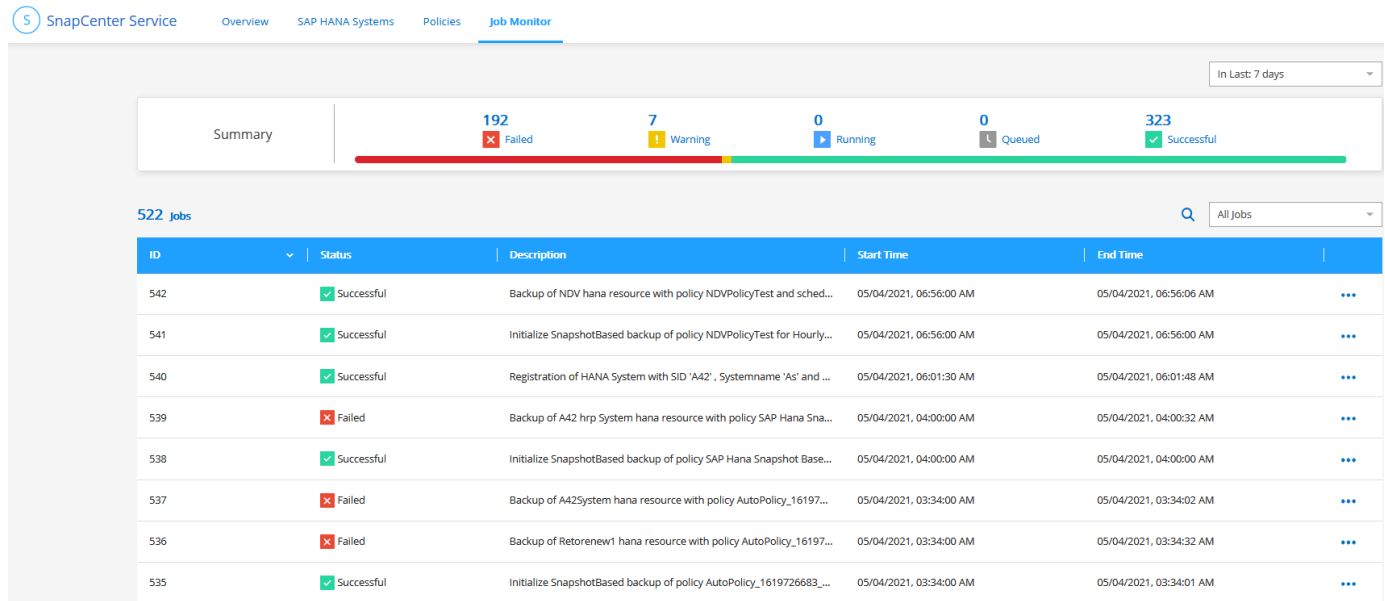 S SnapCenter Service Overview SAP HANA Systems Policies Job Monitor
In Last: 7 days
192 7 0 0 323
Summary Failed Warning Running Queued Successful
522 Jobs All Jobs
ID Status Description Start Time End Time
542 Successful Backup of NDV hana resource with policy NDVPolicyTest and sched... 05/04/2021, 06:56:00 AM 05/04/2021, 06:56:06 AM
541 Successful Initialize SnapshotBased backup of policy NDVPolicyTest for Hourly... 05/04/2021, 06:56:00 AM 05/04/2021, 06:56:00 AM
540 Successful Registration of HANA System with SID 'A42' , Systemname 'As' and ... 05/04/2021, 06:01:30 AM 05/04/2021, 06:01:48 AM
539 Failed Backup of A42 hrp System hana resource with policy SAP Hana Sna... 05/04/2021, 04:00:00 AM 05/04/2021, 04:00:32 AM
538 Successful Initialize SnapshotBased backup of policy SAP Hana Snapshot Base... 05/04/2021, 04:00:00 AM 05/04/2021, 04:00:00 AM
537 Failed Backup of A42System hana resource with policy AutoPolicy_16197... 05/04/2021, 03:34:00 AM 05/04/2021, 03:34:02 AM
536 Failed Backup of Retorenew1 hana resource with policy AutoPolicy_16197... 05/04/2021, 03:34:00 AM 05/04/2021, 03:34:32 AM
535 Successful Initialize SnapshotBased backup of policy AutoPolicy_1619726683_... 05/04/2021, 03:34:00 AM 05/04/2021, 03:34:01 AM